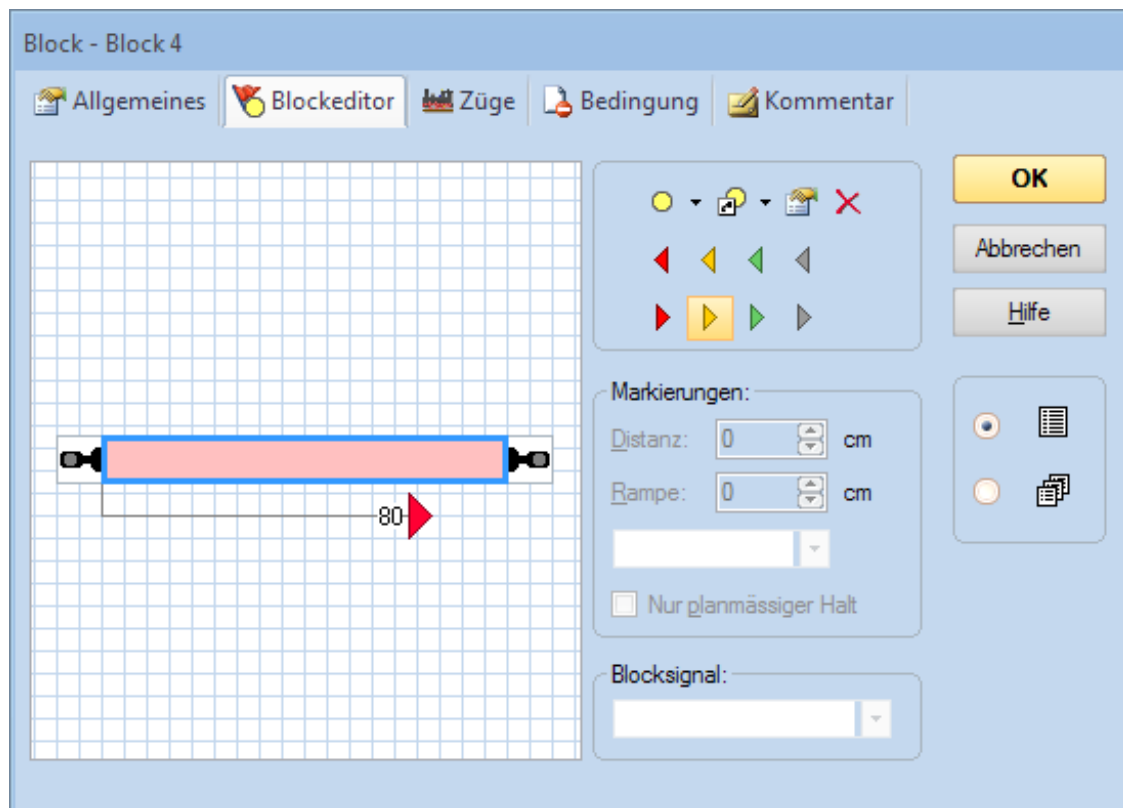 Block - Block 4
Allgemeines Blockeditor Züge Bedingung Kommentar
OK
Abbrechen
Hilfe
Markierungen:
Distanz: 0 cm
Rampe: 0 cm
Nur planmässiger Halt
Blocksignal:
80